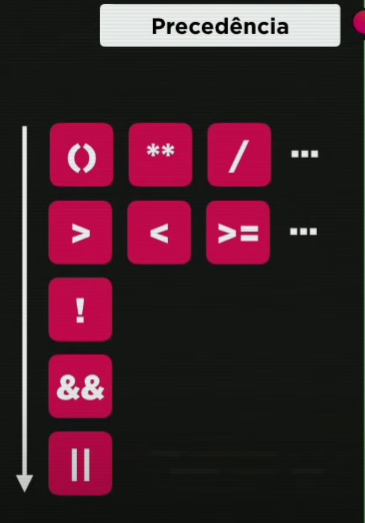 Precedência
() ** / ...
> < >= ...
!
&&
||